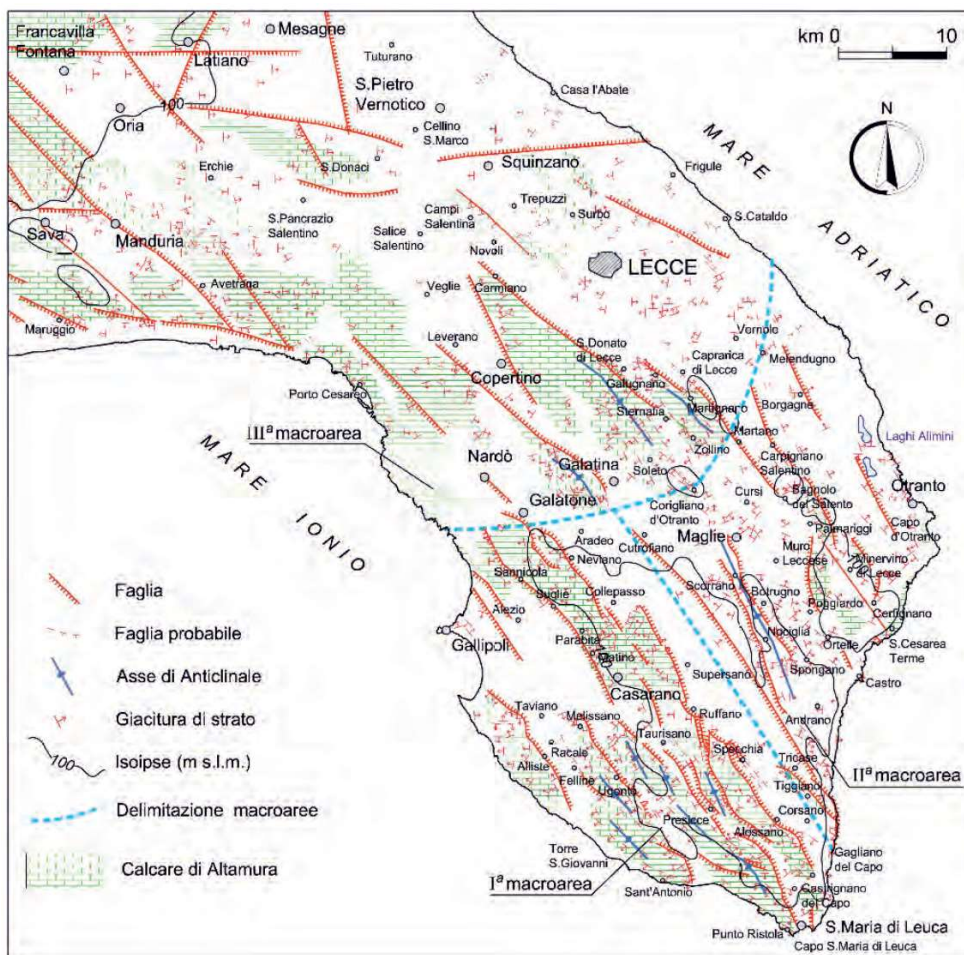 Francavilla
Fontana
Latiano
Mesagne
Tuturano
km 0
10
S.Pietro
Vernotico
Casa l'Abate
100
Oria
Cellino
S.Marco
N
MARE
ADRIATICO
Erchie
S.Donaci
Squinzano
Frigule
S.Pancrazio
Salentino
Campi
Salentina
Trepuzzi
Surbo
S.Cataldo
Sava
Manduria
Salice
Salentino
Novoli
LECCE
Avetrana
Veglie
Carmiano
Maruggio
Leverano
S.Donato
di Lecce
Vernole
Caprarica
di Lecce
Melendugno
Copertino
Galugnano
Porto Cesareo
Sternatia
Martignano
Borgagne
IIIª macroarea
Martano
Laghi Alimini
Zollino
Carpignano
Salentino
MARE
IONIO
Nardò
Galatina
Soleto
Cursi
Bagnolo
del Salento
Otranto
Galatone
Corigliano
d'Otranto
Palmariggi
Capo
d'Otranto
Aradeo
Neviano
Cutrofiano
Maglie
Muro
Leccese
Minervino
di Lecce
Faglia
Sannicola
Collepasso
Scorrano
Botrugno
Poggiardo
Cerfignano
Faglia probabile
Alezio
Tuglie
Nociglia
Ortelle
S.Cesarea
Terme
Gallipoli
Parabita
Matino
Supersano
Spongano
Castro
Asse di Anticlinale
Casarano
Giacitura di strato
Taviano
Melissano
Ruffano
Andrano
Taurisano
100
Isoipse (m s.l.m.)
Racale
Alliste
Felline
Specchia
Tricase
IIª macroarea
Ugento
Tiggiano
Delimitazione macroaree
Presicce
Corsano
Alessano
Torre
S.Giovanni
Gagliano
del Capo
Calcare di Altamura
Iª macroarea
Sant'Antonio
Castrignano
del Capo
Punto Ristola
S.Maria di Leuca
Capo S.Maria di Leuca